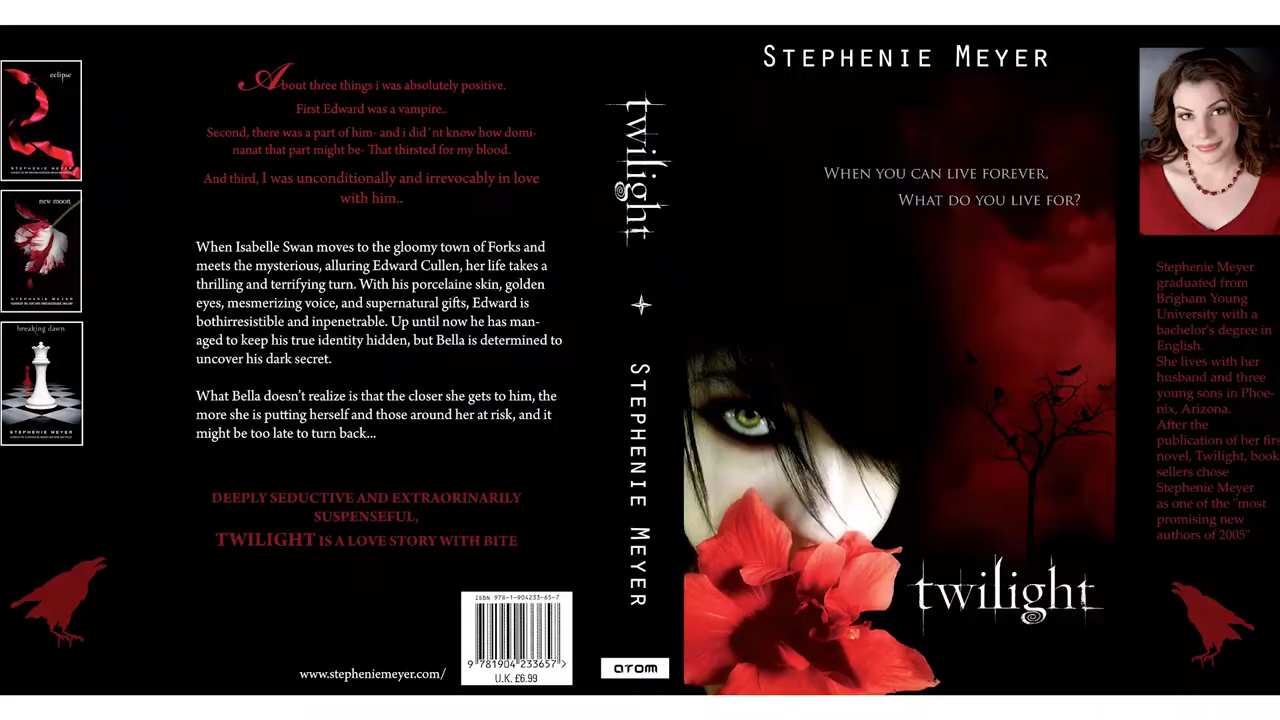 eclipse
STEPHENIE MEYER
new moon
STEPHENIE MEYER
breaking dawn
STEPHENIE MEYER
About three things i was absolutely positive.
First Edward was a vampire..
Second, there was a part of him- and i did´nt know how domi-
nanat that part might be- That thirsted for my blood.
And third, I was unconditionally and irrevocably in love
with him..
When Isabelle Swan moves to the gloomy town of Forks and
meets the mysterious, alluring Edward Cullen, her life takes a
thrilling and terrifying turn. With his porcelaine skin, golden
eyes, mesmerizing voice, and supernatural gifts, Edward is
bothirresistible and inpenetrable. Up until now he has man-
aged to keep his true identity hidden, but Bella is determined to
uncover his dark secret.
What Bella doesn't realize is that the closer she gets to him, the
more she is putting herself and those around her at risk, and it
might be too late to turn back...
DEEPLY SEDUCTIVE AND EXTRAORINARILY
SUSPENSEFUL,
TWILIGHT IS A LOVE STORY WITH BITE
www.stepheniemeyer.com/
ISBN 978-1-904233-65-7
9 781904 233657 >
U.K. £6.99
twilight
STEPHENIE MEYER
atom
STEPHENIE MEYER
WHEN YOU CAN LIVE FOREVER,
WHAT DO YOU LIVE FOR?
twilight
Stephenie Meyer
graduated from
Brigham Young
University with a
bachelor's degree in
English.
She lives with her
husband and three
young sons in Phoe-
nix, Arizona.
After the
publication of her firs
novel, Twilight, book
sellers chose
Stephenie Meyer
as one of the "most
promising new
authors of 2005"